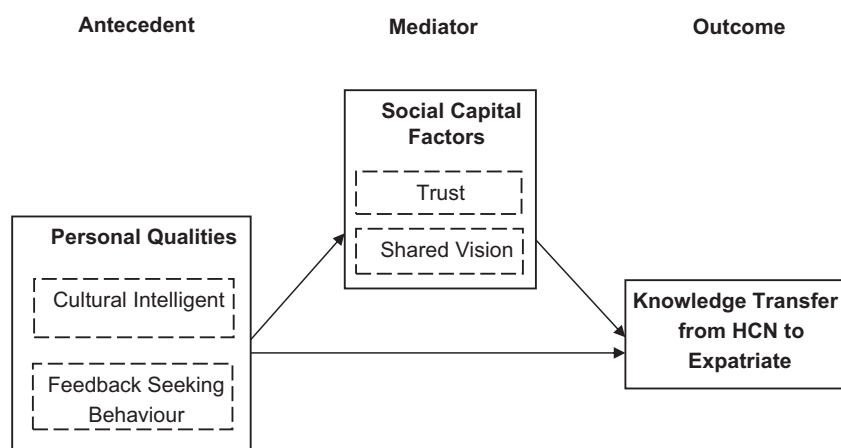 Antecedent
Mediator
Outcome
Social Capital
Factors
Trust
Shared Vision
Personal Qualities
Cultural Intelligent
Feedback Seeking
Behaviour
Knowledge Transfer
from HCN to
Expatriate